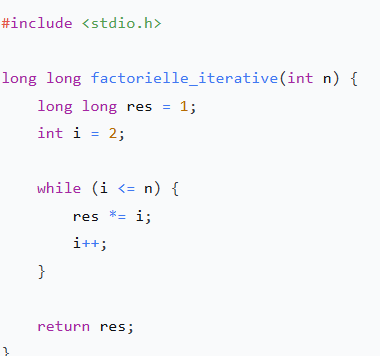 #include <stdio.h>
long long factorielle_iterative(int n) {
    long long res = 1;
    int i = 2;
    while (i <= n) {
        res *= i;
        i++;
    }
    return res;
}